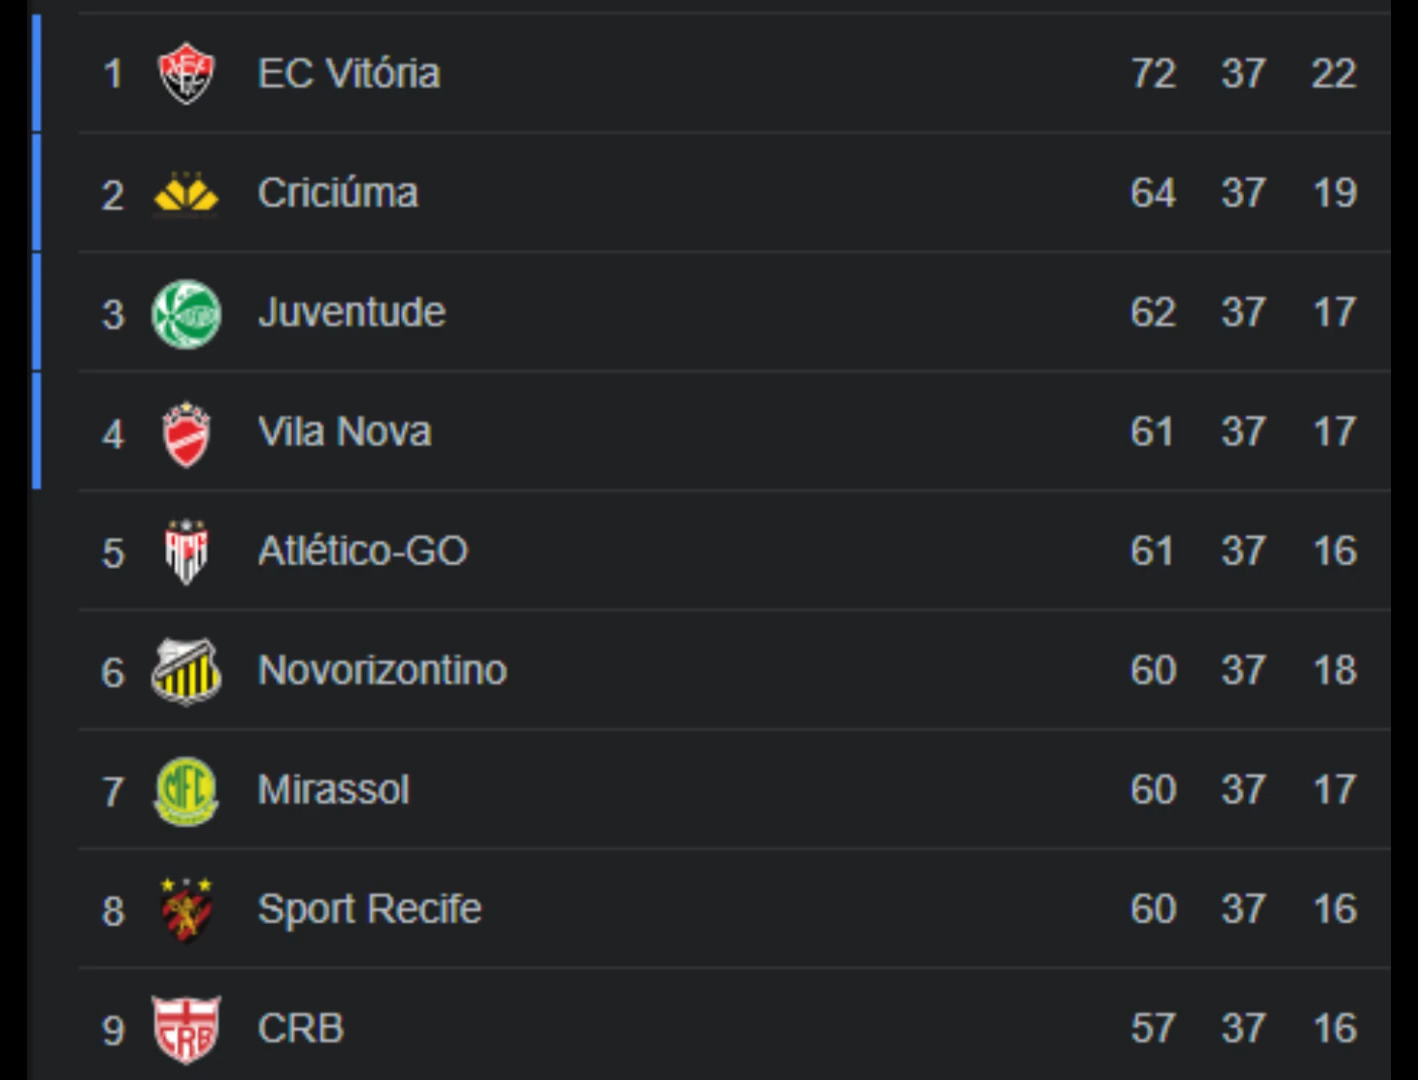 1 EC Vitória 72 37 22
2 Criciúma 64 37 19
3 Juventude 62 37 17
4 Vila Nova 61 37 17
5 Atlético-GO 61 37 16
6 Novorizontino 60 37 18
7 MFC Mirassol 60 37 17
8 Sport Recife 60 37 16
9 CRB CRB 57 37 16